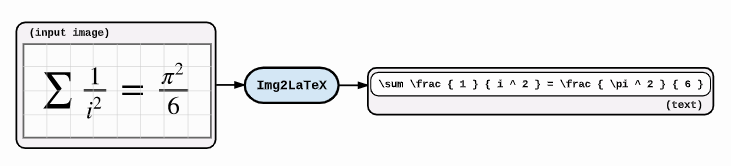 (input image)
∑ 1/i² = π²/6
Img2LaTeX
\sum \frac { 1 } { i ^ 2 } = \frac { \pi ^ 2 } { 6 }
(text)